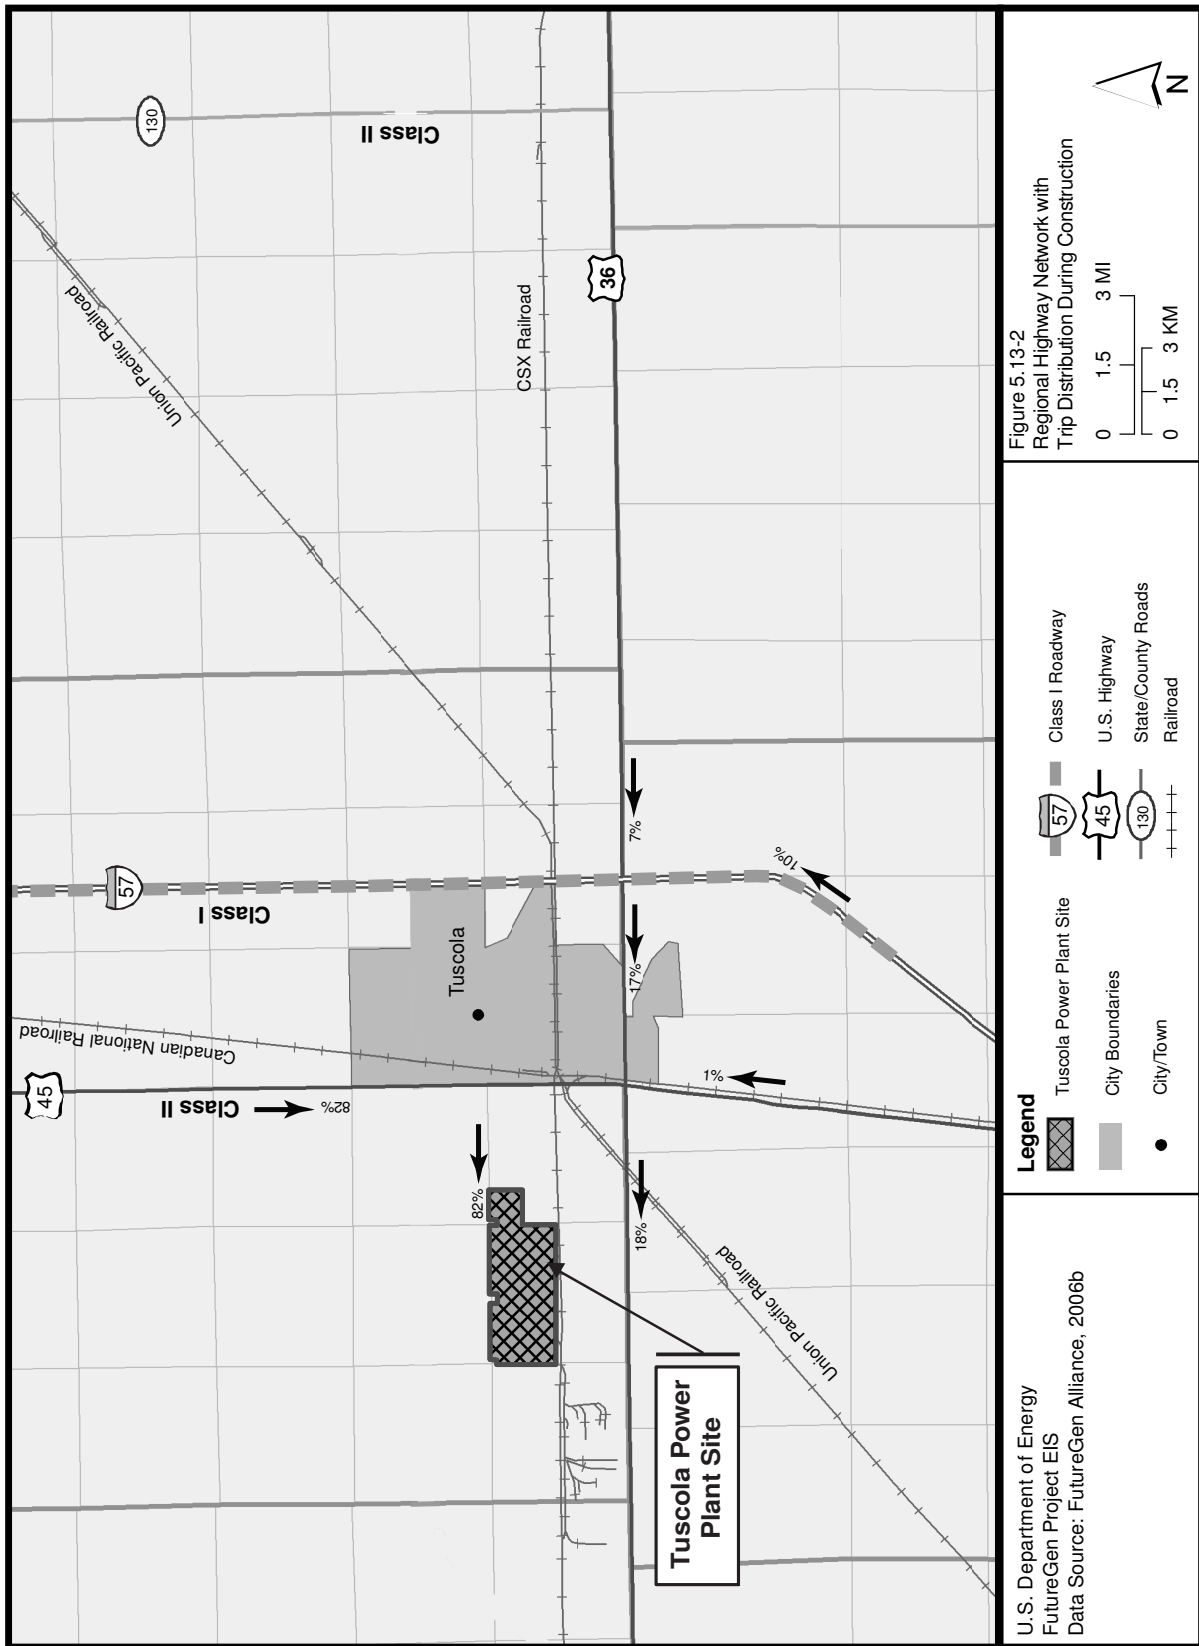 130
Class II
Union Pacific Railroad
CSX Railroad
36
57
Class I
Tuscola
Canadian National Railroad
45
Class II
82%
82%
7%
10%
17%
1%
18%
Union Pacific Railroad
Tuscola Power
Plant Site
U.S. Department of Energy
FutureGen Project EIS
Data Source: FutureGen Alliance, 2006b
Legend
Tuscola Power Plant Site
City Boundaries
City/Town
57 Class I Roadway
45 U.S. Highway
130 State/County Roads
Railroad
Figure 5.13-2
Regional Highway Network with
Trip Distribution During Construction
0 1.5 3 MI
0 1.5 3 KM
N